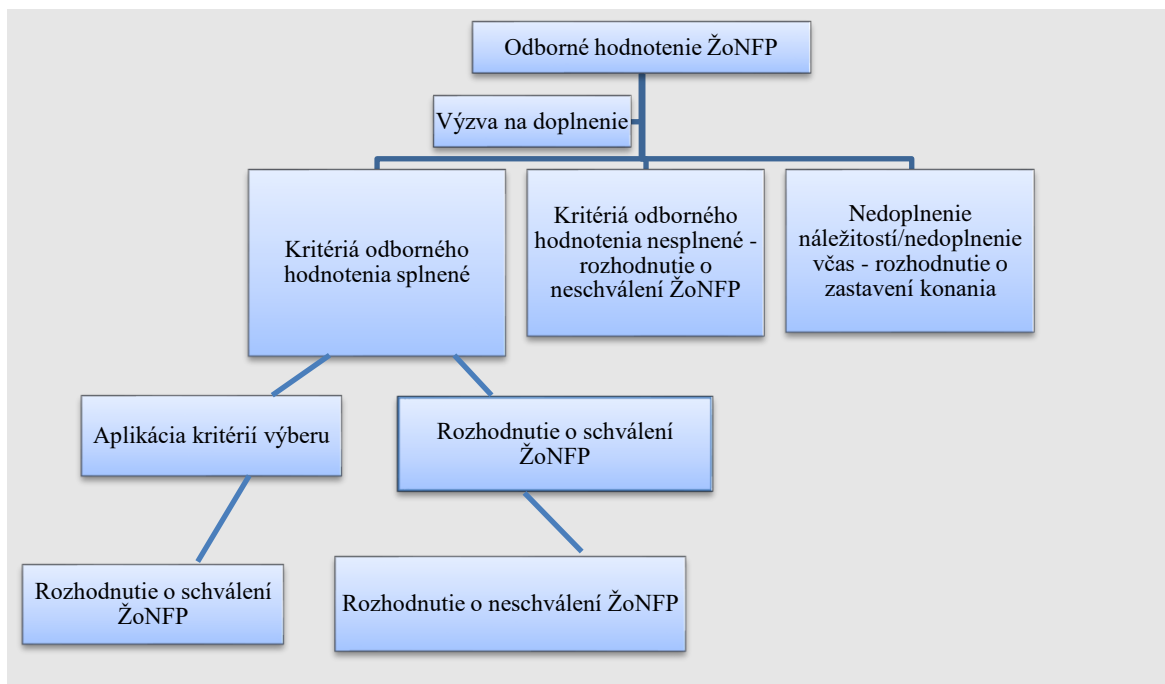 Odborné hodnotenie ŽoNFP
Výzva na doplnenie
Kritériá odborného
hodnotenia splnené
Kritériá odborného
hodnotenia nesplnené -
rozhodnutie o
neschválení ŽoNFP
Nedoplnenie
náležitostí/nedoplnenie
včas - rozhodnutie o
zastavení konania
Aplikácia kritérií výberu
Rozhodnutie o schválení
ŽoNFP
Rozhodnutie o schválení
ŽoNFP
Rozhodnutie o neschválení ŽoNFP